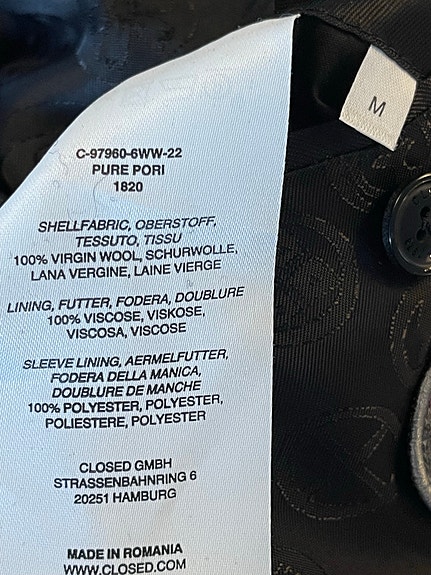 C-97960-6WW-22
PURE PORI
1820
SHELLFABRIC, OBERSTOFF,
TESSUTO, TISSU
100% VIRGIN WOOL, SCHURWOLLE,
LANA VERGINE, LAINE VIERGE
LINING, FUTTER, FODERA, DOUBLURE
100% VISCOSE, VISKOSE,
VISCOSA, VISCOSE
SLEEVE LINING, AERMELFUTTER,
FODERA DELLA MANICA,
DOUBLURE DE MANCHE
100% POLYESTER, POLYESTER,
POLIESTERE, POLYESTER
CLOSED GMBH
STRASSENBAHNRING 6
20251 HAMBURG
MADE IN ROMANIA
WWW.CLOSED.COM
M